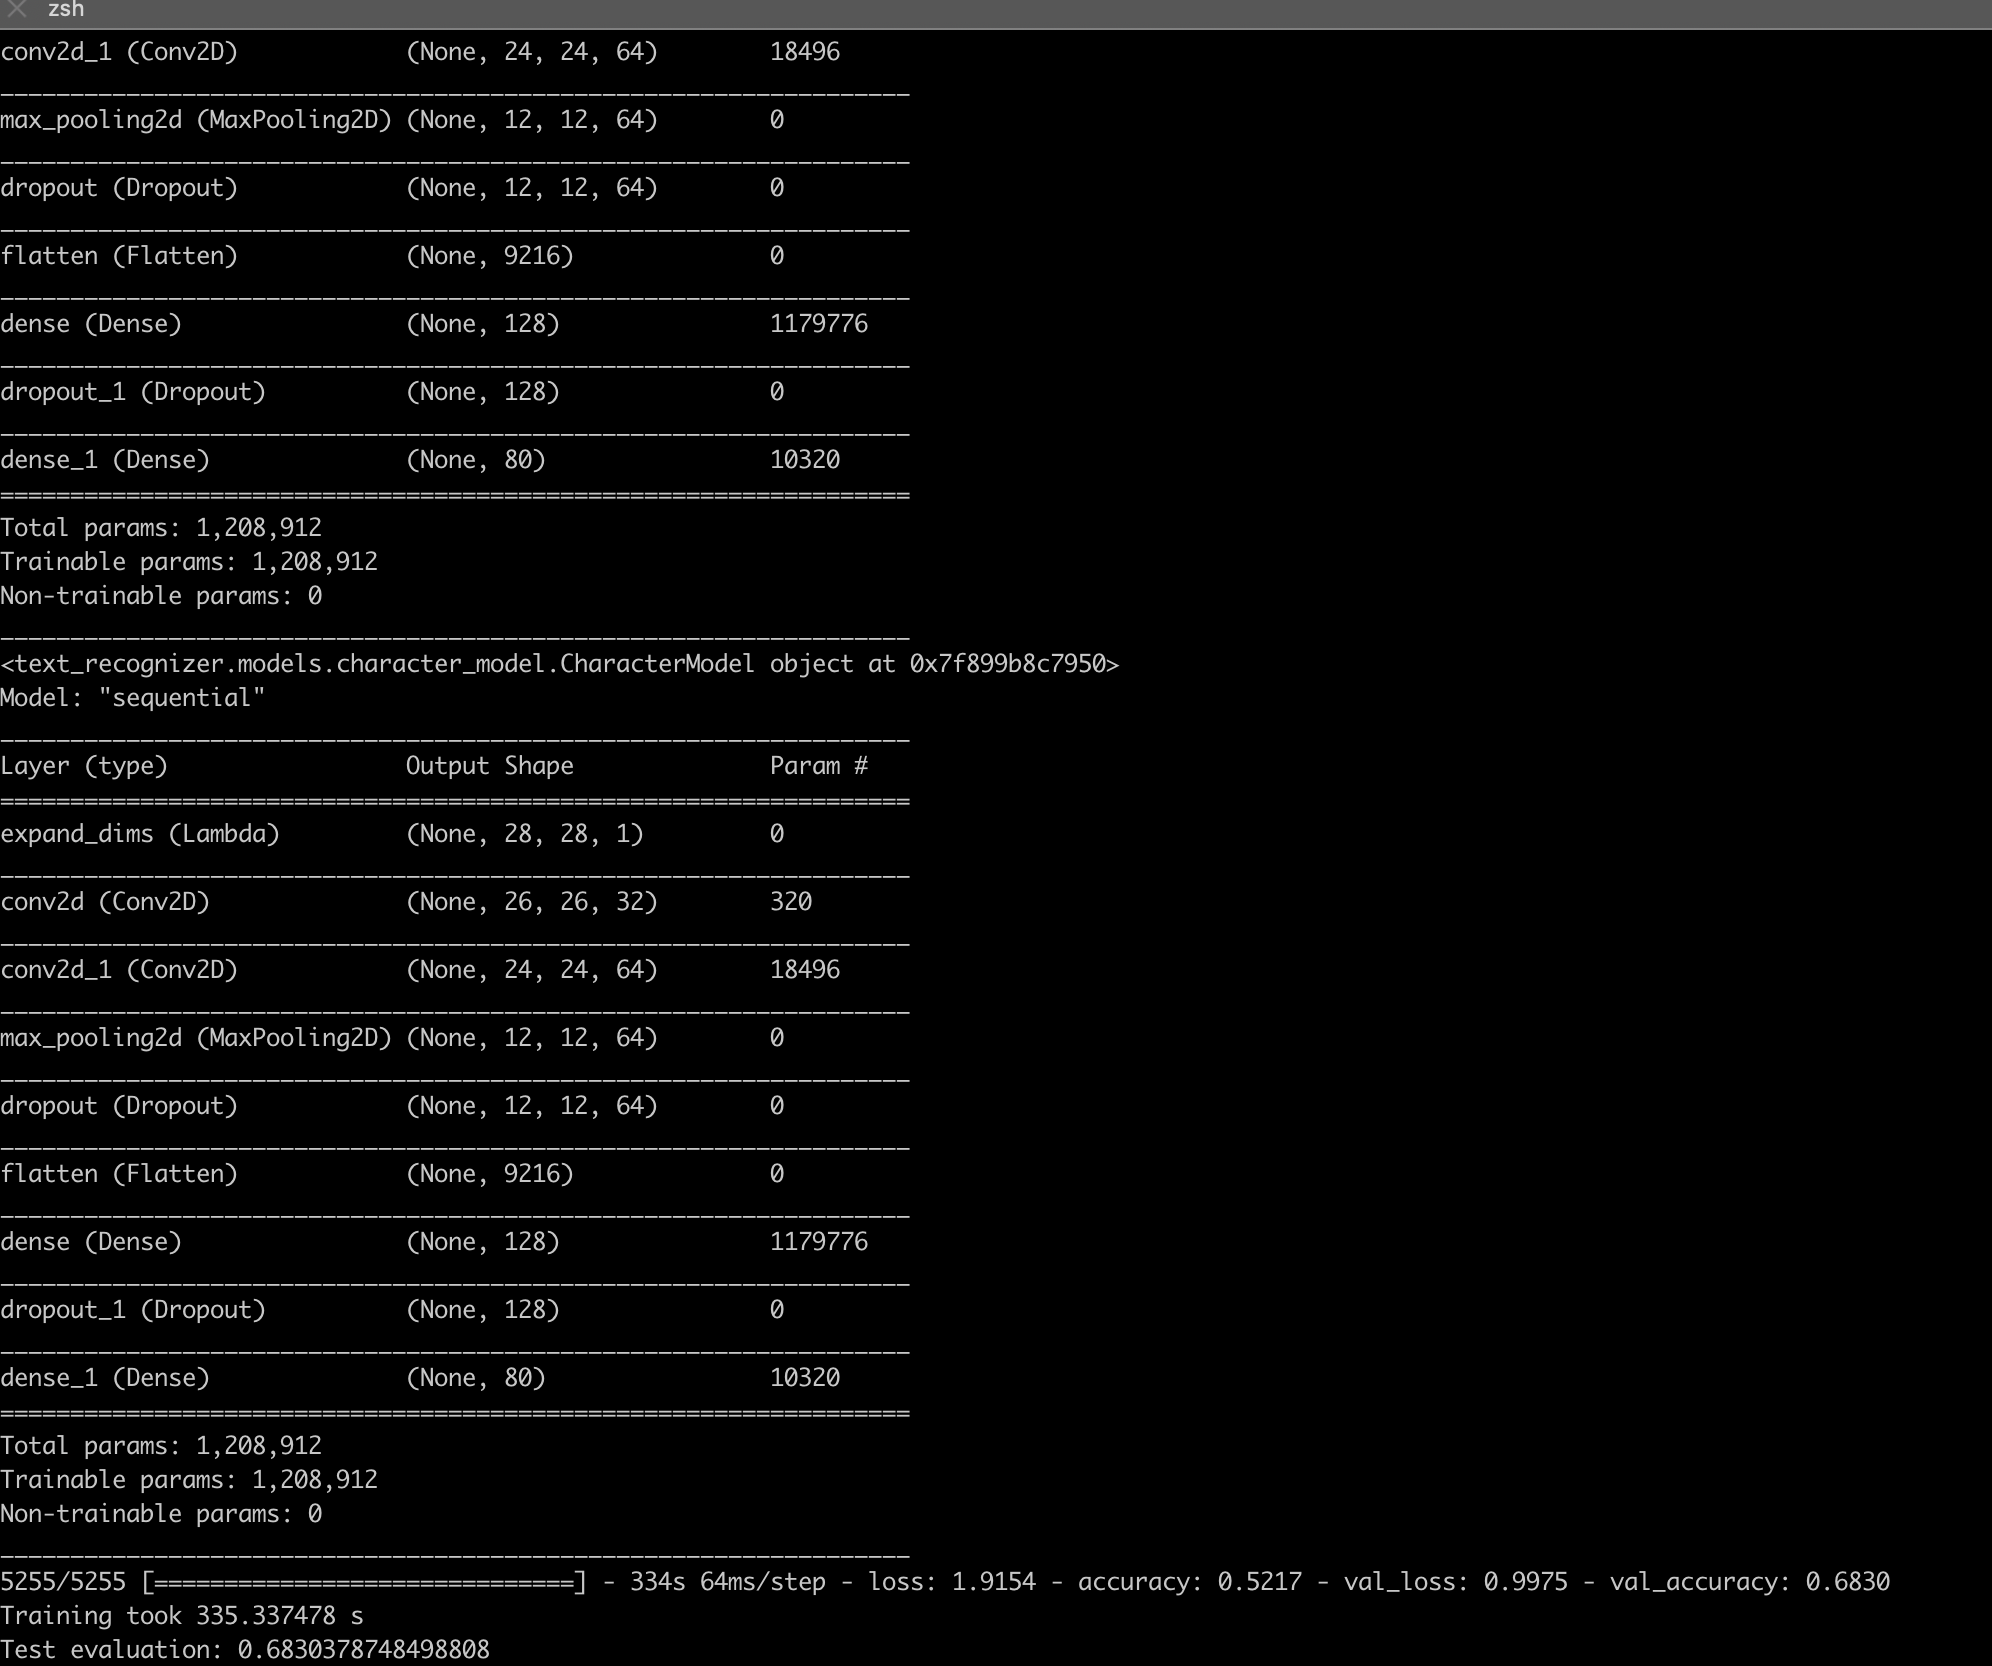 zsh
conv2d_1 (Conv2D)            (None, 24, 24, 64)        18496
_________________________________________________________________
max_pooling2d (MaxPooling2D) (None, 12, 12, 64)        0
_________________________________________________________________
dropout (Dropout)            (None, 12, 12, 64)        0
_________________________________________________________________
flatten (Flatten)            (None, 9216)              0
_________________________________________________________________
dense (Dense)                (None, 128)               1179776
_________________________________________________________________
dropout_1 (Dropout)          (None, 128)               0
_________________________________________________________________
dense_1 (Dense)              (None, 80)                10320
=================================================================
Total params: 1,208,912
Trainable params: 1,208,912
Non-trainable params: 0
_________________________________________________________________
<text_recognizer.models.character_model.CharacterModel object at 0x7f899b8c7950>
Model: "sequential"
_________________________________________________________________
Layer (type)                 Output Shape              Param #
=================================================================
expand_dims (Lambda)         (None, 28, 28, 1)         0
_________________________________________________________________
conv2d (Conv2D)              (None, 26, 26, 32)        320
_________________________________________________________________
conv2d_1 (Conv2D)            (None, 24, 24, 64)        18496
_________________________________________________________________
max_pooling2d (MaxPooling2D) (None, 12, 12, 64)        0
_________________________________________________________________
dropout (Dropout)            (None, 12, 12, 64)        0
_________________________________________________________________
flatten (Flatten)            (None, 9216)              0
_________________________________________________________________
dense (Dense)                (None, 128)               1179776
_________________________________________________________________
dropout_1 (Dropout)          (None, 128)               0
_________________________________________________________________
dense_1 (Dense)              (None, 80)                10320
=================================================================
Total params: 1,208,912
Trainable params: 1,208,912
Non-trainable params: 0
_________________________________________________________________
5255/5255 [==============================] - 334s 64ms/step - loss: 1.9154 - accuracy: 0.5217 - val_loss: 0.9975 - val_accuracy: 0.6830
Training took 335.337478 s
Test evaluation: 0.6830378748498808